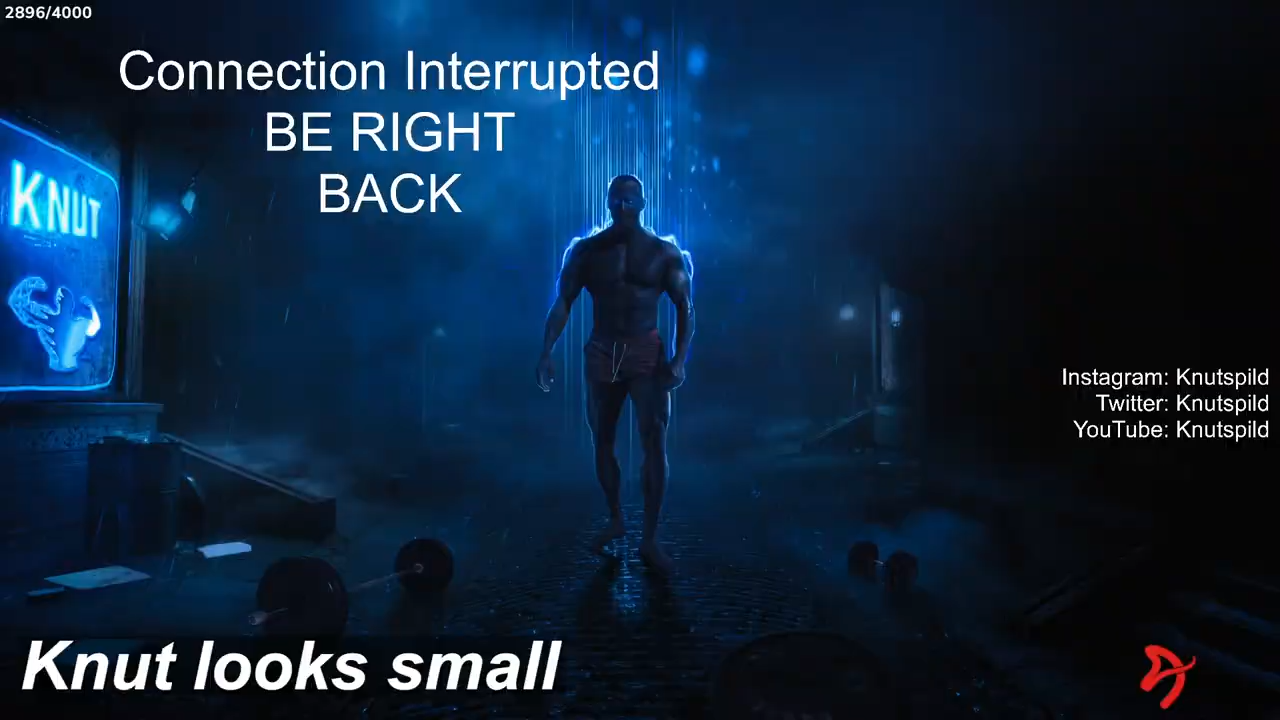 2896/4000
Connection Interrupted
BE RIGHT
BACK
KNUT
Instagram: Knutspild
Twitter: Knutspild
YouTube: Knutspild
Knut looks small